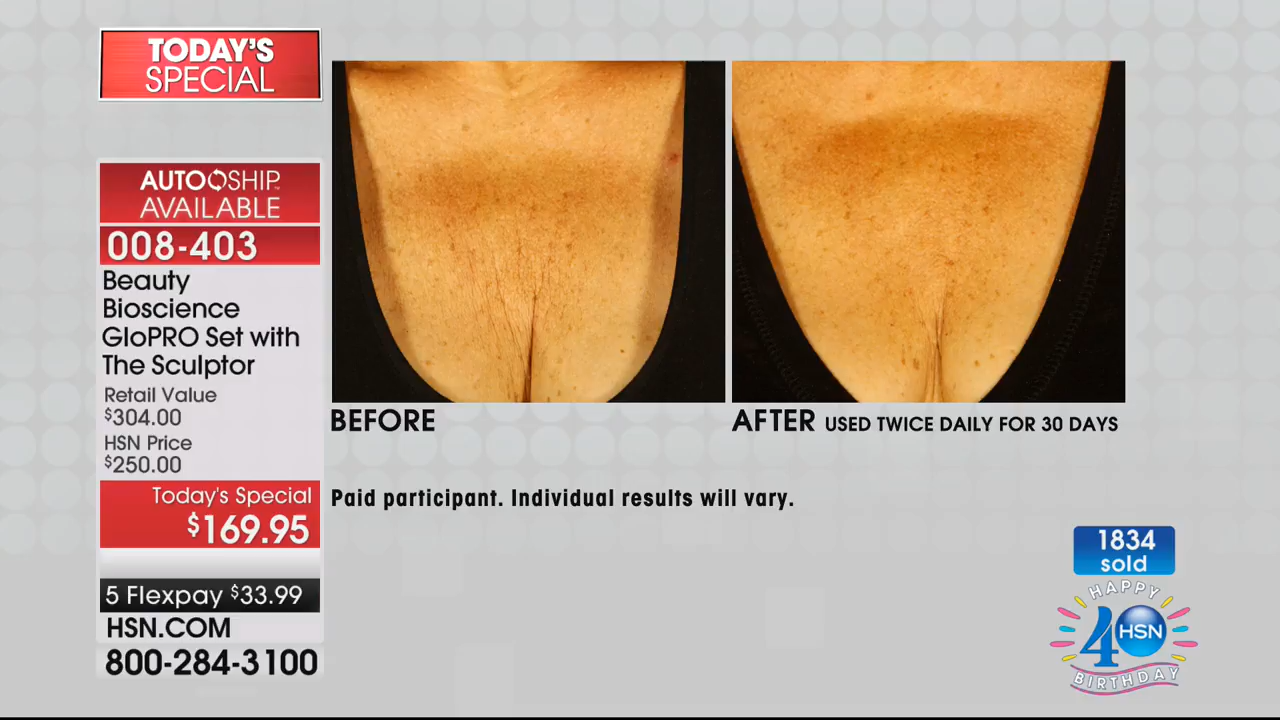 TODAY'S
SPECIAL
AUTOSHIP™
AVAILABLE
008-403
Beauty
Bioscience
GloPRO Set with
The Sculptor
Retail Value
$304.00
HSN Price
$250.00
Today's Special
$169.95
5 Flexpay $33.99
HSN.COM
800-284-3100
BEFORE
AFTER USED TWICE DAILY FOR 30 DAYS
Paid participant. Individual results will vary.
1834
sold
HAPPY
40 HSN
BIRTHDAY